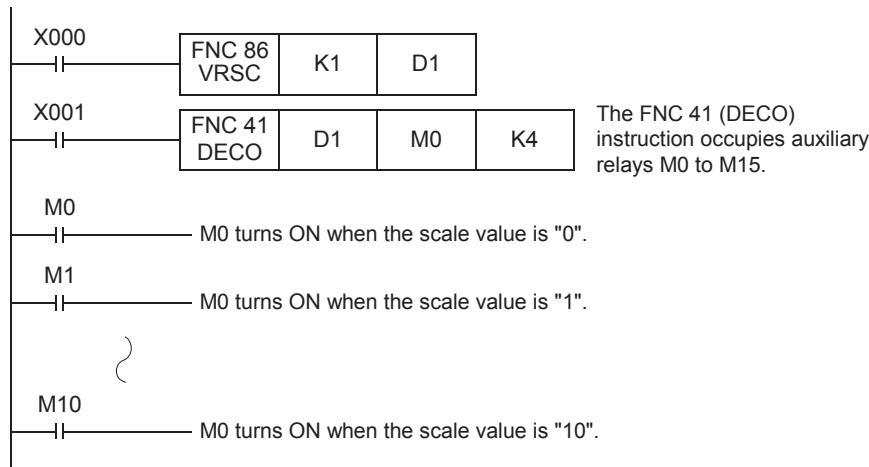 X000
FNC 86
VRSC
K1
D1
X001
FNC 41
DECO
D1
M0
K4
The FNC 41 (DECO)
instruction occupies auxiliary
relays M0 to M15.
M0
M0 turns ON when the scale value is "0".
M1
M0 turns ON when the scale value is "1".
M10
M0 turns ON when the scale value is "10".